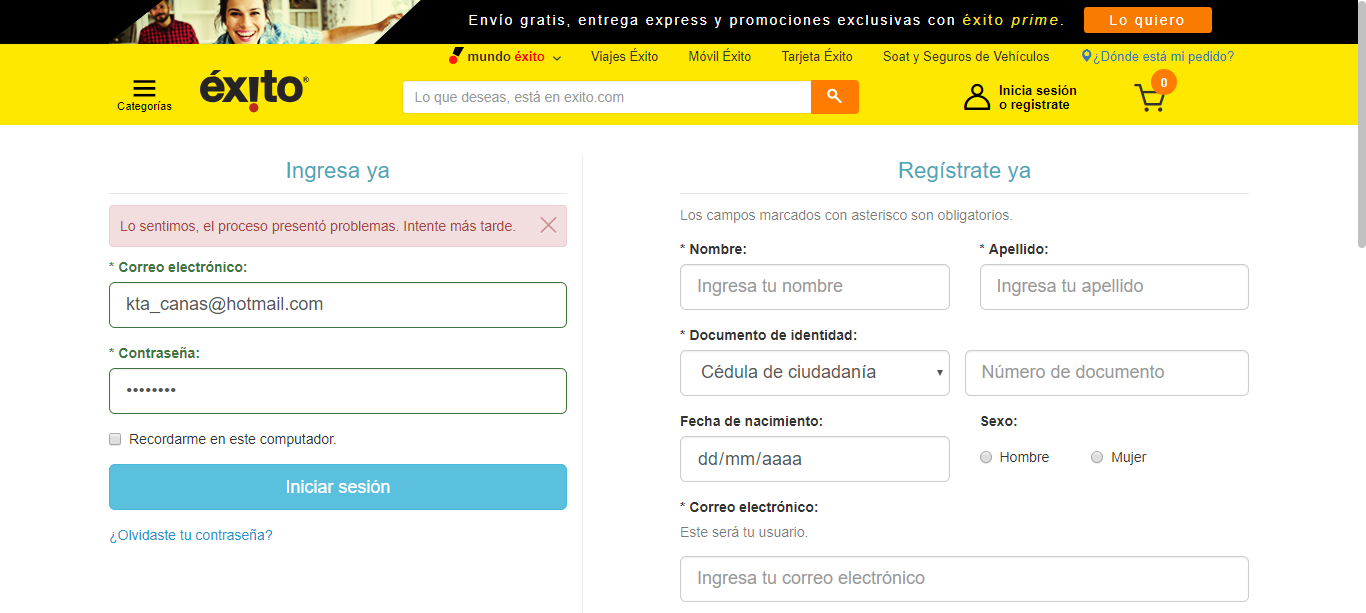 Envío gratis, entrega express y promociones exclusivas con éxito prime. Lo quiero
mundo éxito Viajes Éxito Móvil Éxito Tarjeta Éxito Soat y Seguros de Vehículos ¿Dónde está mi pedido?
Categorías
éxito®
Lo que deseas, está en exito.com
Inicia sesión
o registrate
0
Ingresa ya
Lo sentimos, el proceso presentó problemas. Intente más tarde.
* Correo electrónico:
kta_canas@hotmail.com
* Contraseña:
••••••••
Recordarme en este computador.
Iniciar sesión
¿Olvidaste tu contraseña?
Regístrate ya
Los campos marcados con asterisco son obligatorios.
* Nombre: * Apellido:
Ingresa tu nombre Ingresa tu apellido
* Documento de identidad:
Cédula de ciudadanía Número de documento
Fecha de nacimiento: Sexo:
dd/mm/aaaa Hombre Mujer
* Correo electrónico:
Este será tu usuario.
Ingresa tu correo electrónico